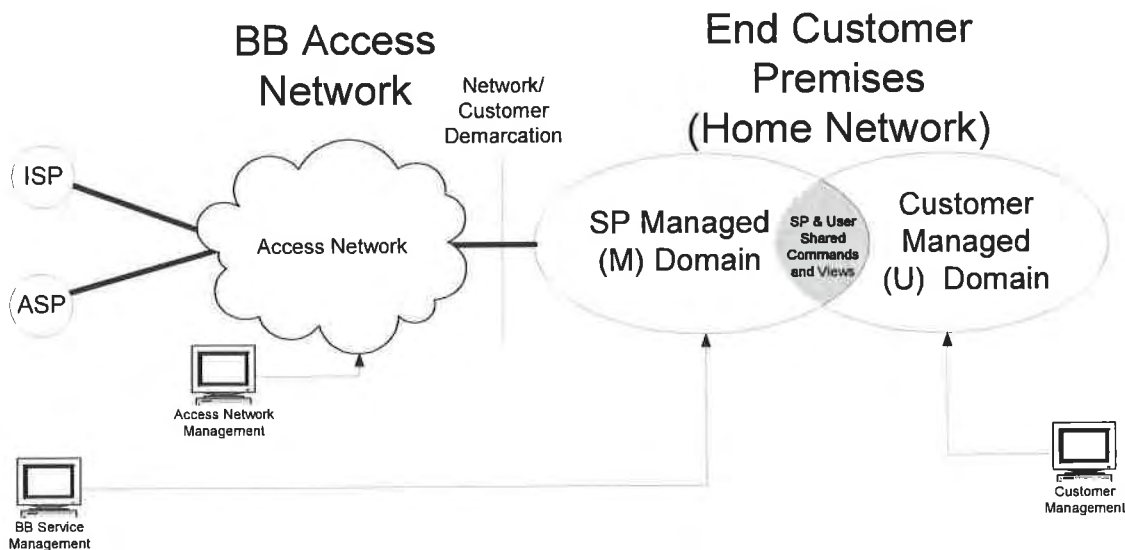 BB Access
Network
End Customer
Premises
(Home Network)
Network/
Customer
Demarcation
ISP
ASP
Access Network
SP Managed
(M) Domain
SP & User
Shared
Commands
and Views
Customer
Managed
(U) Domain
Access Network
Management
BB Service
Management
Customer
Management